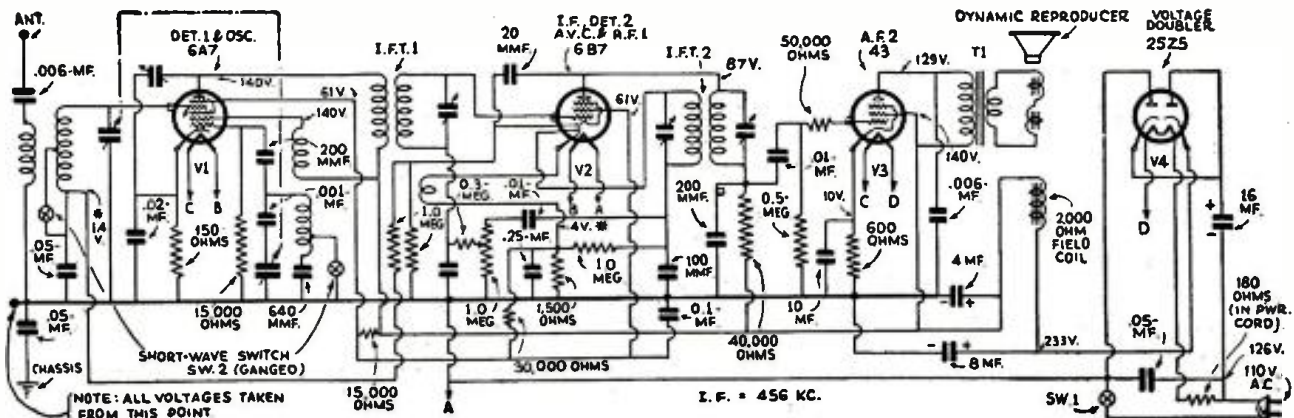 ANT.
.006-MF.
DET.1 & OSC.
6A7
140V.
61V.
140V.
I.F.T.1
20
MMF.
I.F. DET.2
A.V.C. & A.F.1
6B7
61V.
I.F.T.2
87V.
50,000
OHMS
A.F.2
43
129V.
T1
DYNAMIC REPRODUCER
VOLTAGE
DOUBLER
25Z5
V1
C
B
200
MMF.
.001-
MF.
.02-
MF.
150
OHMS
*
1.4
V.
.05-
MF.
.05-
MF.
CHASSIS
15,000
OHMS
640
MMF.
SHORT-WAVE SWITCH
SW.2 (GANGED)
NOTE: ALL VOLTAGES TAKEN
FROM THIS POINT
1.0
MEG
0.3-
MEG
.01-
MF.
.25-MF.
1.0
MEG
V2
B
A
4V.*
1.0
MEG
1,500
OHMS
100
MMF.
0.1-
MF.
200
MMF.
15,000
OHMS
30,000 OHMS
A
40,000
OHMS
.01-
MF.
0.5-
MEG
10V.
10
MF.
V3
C
D
600
OHMS
140V.
.006-
MF.
2000
OHM
FIELD
COIL
4 MF.
-
+
-
+
8 MF.
233V.
I.F. = 456 KC.
V4
D
+
-
16
MF.
180
OHMS
(IN PWR.
CORD)
.05-
MF.
126V.
110V.
A.C.
SW.1